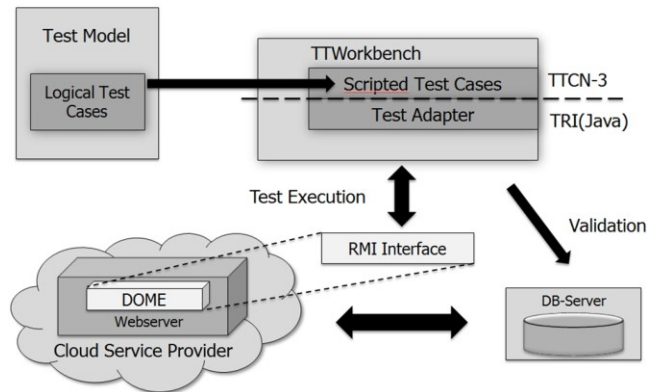 Test Model
Logical Test
Cases
TTWorkbench
Scripted Test Cases
TTCN-3
Test Adapter
TRI(Java)
Test Execution
Validation
RMI Interface
DOME
Webserver
Cloud Service Provider
DB-Server